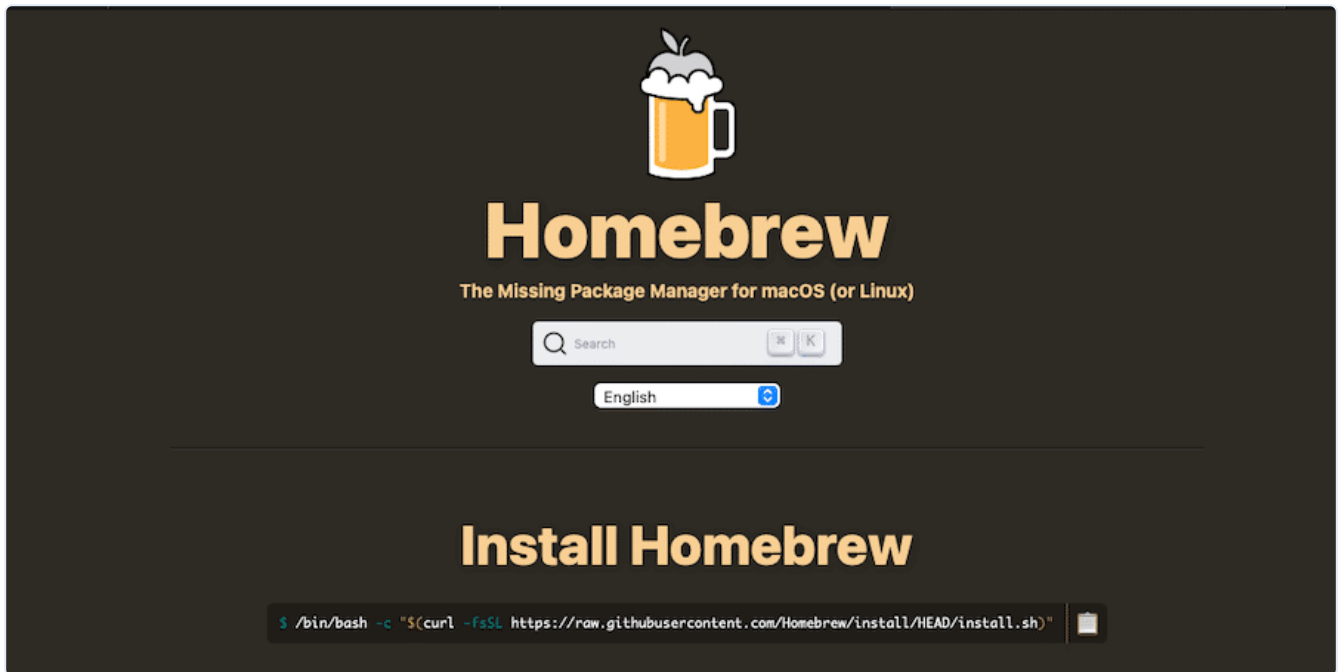 Homebrew
The Missing Package Manager for macOS (or Linux)
Search ⌘ K
English
Install Homebrew
$ /bin/bash -c "$(curl -fsSL https://raw.githubusercontent.com/Homebrew/install/HEAD/install.sh)"